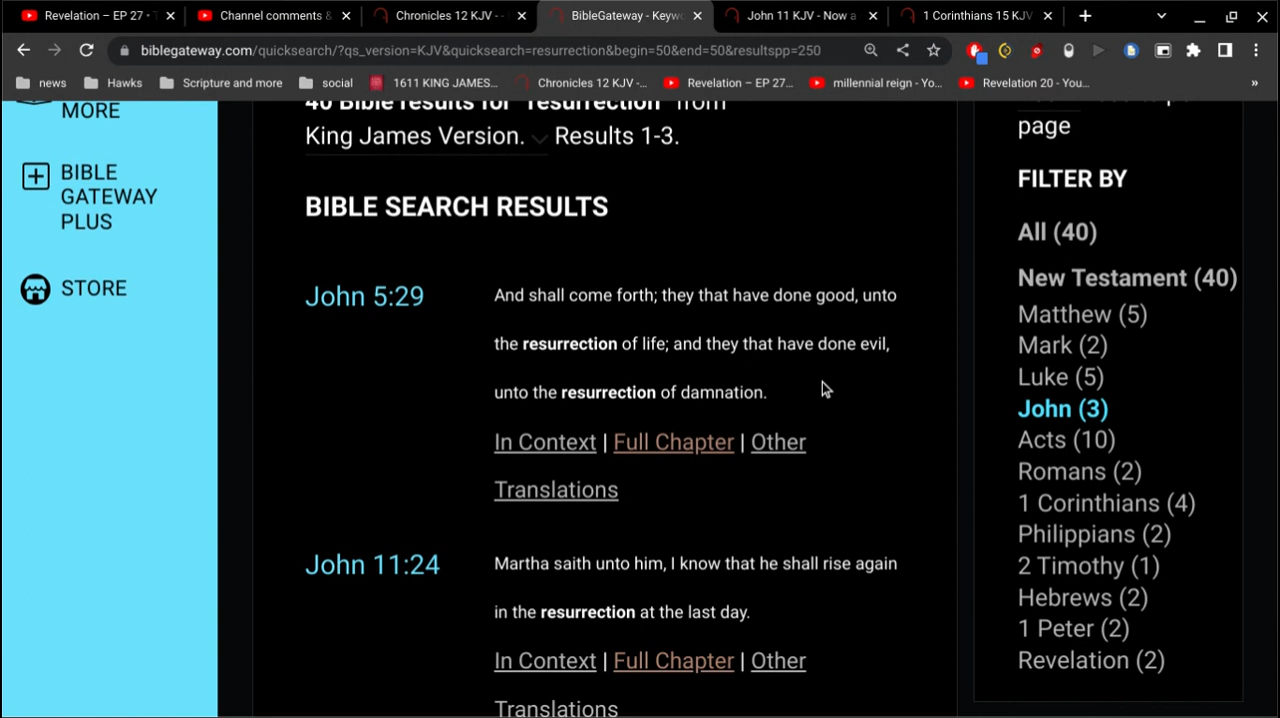 Revelation – EP 27 •
Channel comments &
Chronicles 12 KJV -
BibleGateway - Keyw
John 11 KJV - Now a
1 Corinthians 15 KJV
biblegateway.com/quicksearch/?qs_version=KJV&quicksearch=resurrection&begin=50&end=50&resultspp=250
news
Hawks
Scripture and more
social
1611 KING JAMES...
Chronicles 12 KJV -...
Revelation – EP 27...
millennial reign - Yo...
Revelation 20 - You...
»
MORE
BIBLE
GATEWAY
PLUS
STORE
40 Bible results for "resurrection" from
King James Version. Results 1-3.
BIBLE SEARCH RESULTS
John 5:29
And shall come forth; they that have done good, unto
the resurrection of life; and they that have done evil,
unto the resurrection of damnation.
In Context | Full Chapter | Other
Translations
John 11:24
Martha saith unto him, I know that he shall rise again
in the resurrection at the last day.
In Context | Full Chapter | Other
Translations
page
FILTER BY
All (40)
New Testament (40)
Matthew (5)
Mark (2)
Luke (5)
John (3)
Acts (10)
Romans (2)
1 Corinthians (4)
Philippians (2)
2 Timothy (1)
Hebrews (2)
1 Peter (2)
Revelation (2)